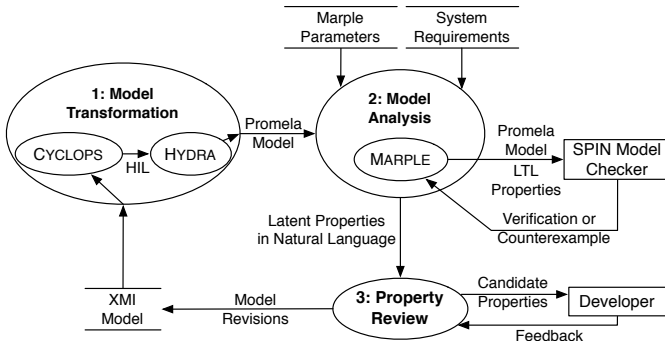 Marple
Parameters
System
Requirements
1: Model
Transformation
CYCLOPS
HIL
HYDRA
Promela
Model
2: Model
Analysis
MARPLE
Promela
Model
LTL
Properties
SPIN Model
Checker
Verification or
Counterexample
Latent Properties
in Natural Language
XMI
Model
Model
Revisions
3: Property
Review
Candidate
Properties
Developer
Feedback